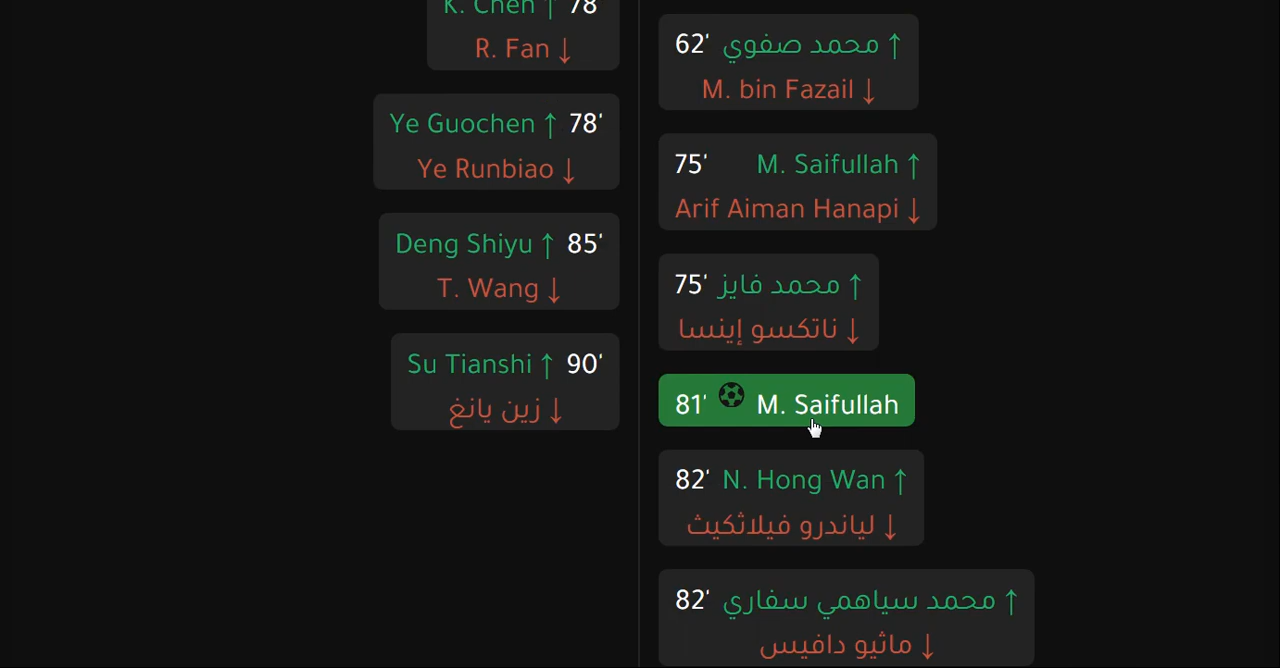 K. Chen ↑ 78'
R. Fan ↓
Ye Guochen ↑ 78'
Ye Runbiao ↓
Deng Shiyu ↑ 85'
T. Wang ↓
Su Tianshi ↑ 90'
زين يانغ ↓
62' محمد صفوي ↑
M. bin Fazail ↓
75' M. Saifullah ↑
Arif Aiman Hanapi ↓
75' محمد فايز ↑
ناتكسو إينسا ↓
81' M. Saifullah
82' N. Hong Wan ↑
لياندرو فيلاثكيث ↓
82' محمد سياهمي سفاري ↑
ماثيو دافيس ↓